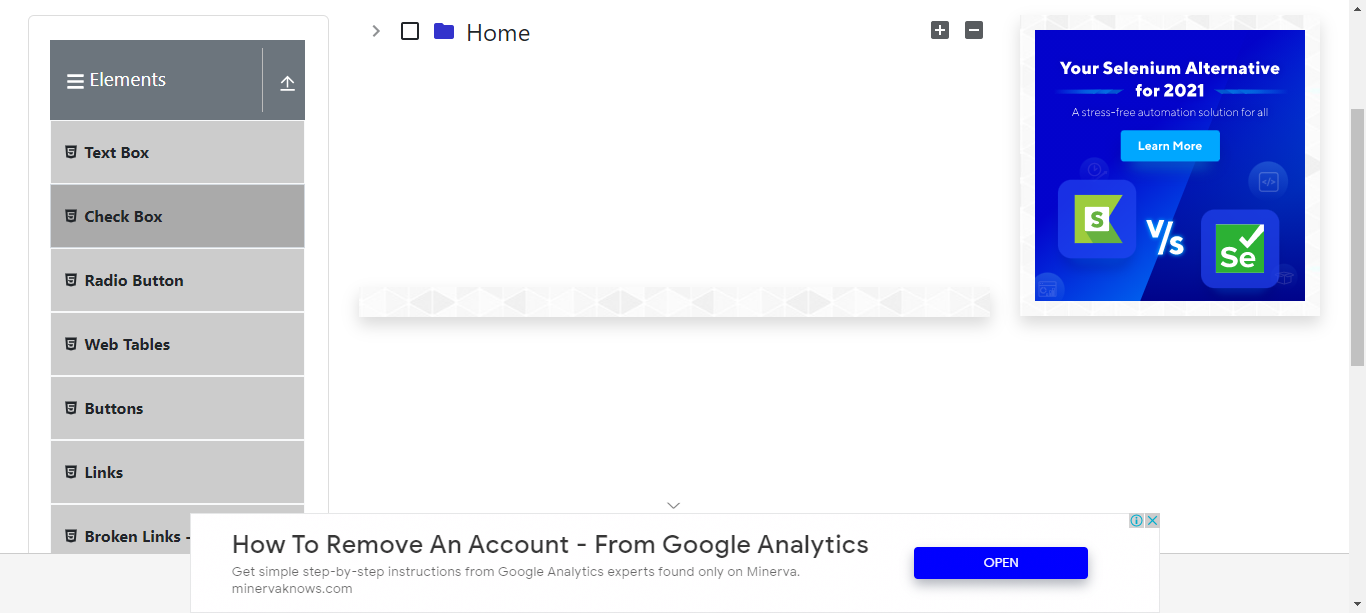 Elements
Text Box
Check Box
Radio Button
Web Tables
Buttons
Links
Broken Links -
Home
Your Selenium Alternative
for 2021
A stress-free automation solution for all
Learn More
S
V/s
Se
How To Remove An Account - From Google Analytics
Get simple step-by-step instructions from Google Analytics experts found only on Minerva.
minervaknows.com
OPEN